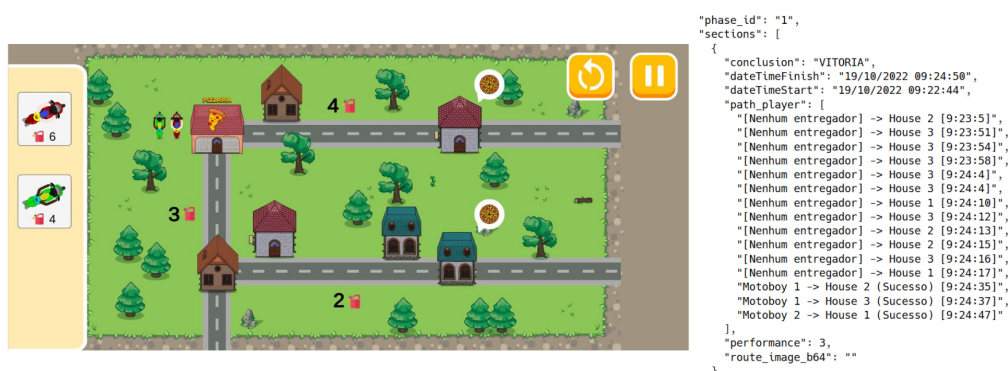 PIZZARIA
4
6
4
3
2
"phase_id": "1",
"sections": [
{
"conclusion": "VITORIA",
"dateTimeFinish": "19/10/2022 09:24:50",
"dateTimeStart": "19/10/2022 09:22:44",
"path_player": [
"[Nenhum entregador] -> House 2 [9:23:5]",
"[Nenhum entregador] -> House 3 [9:23:51]",
"[Nenhum entregador] -> House 3 [9:23:54]",
"[Nenhum entregador] -> House 3 [9:23:58]",
"[Nenhum entregador] -> House 3 [9:24:4]",
"[Nenhum entregador] -> House 3 [9:24:4]",
"[Nenhum entregador] -> House 1 [9:24:10]",
"[Nenhum entregador] -> House 3 [9:24:12]",
"[Nenhum entregador] -> House 2 [9:24:13]",
"[Nenhum entregador] -> House 2 [9:24:15]",
"[Nenhum entregador] -> House 3 [9:24:16]",
"[Nenhum entregador] -> House 1 [9:24:17]",
"Motoboy 1 -> House 2 (Sucesso) [9:24:35]",
"Motoboy 1 -> House 3 (Sucesso) [9:24:37]",
"Motoboy 2 -> House 1 (Sucesso) [9:24:47]"
],
"performance": 3,
"route_image_b64": ""
}